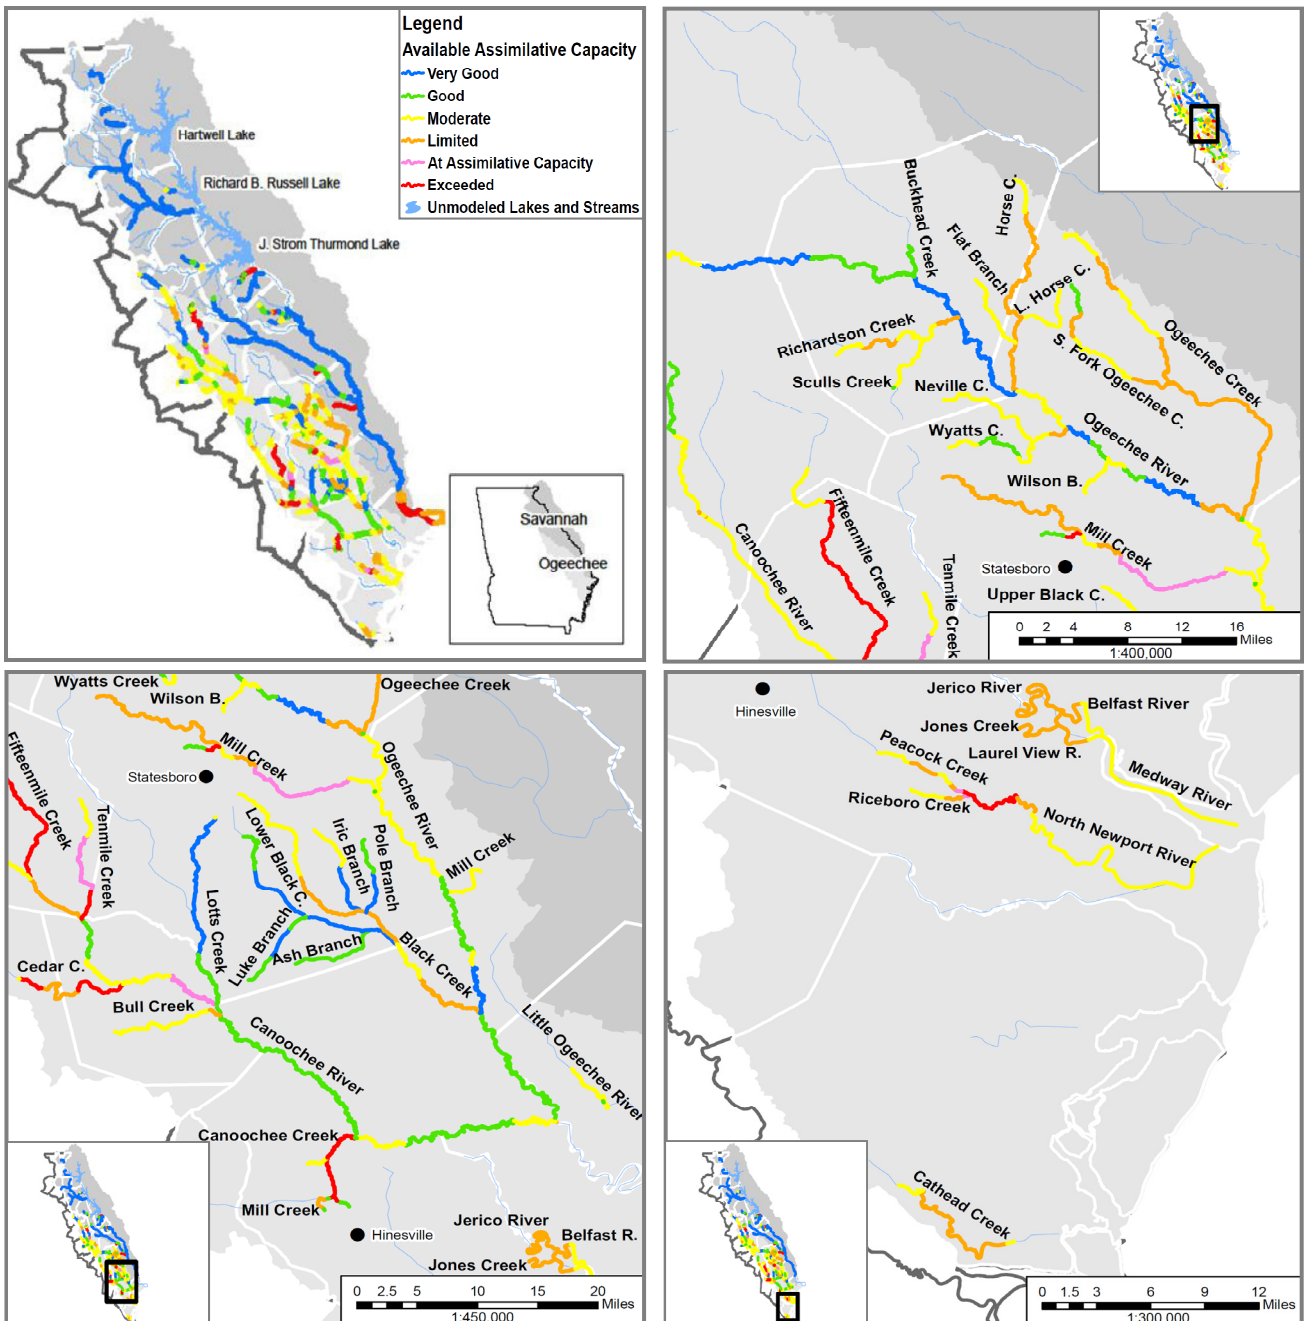 Legend
Available Assimilative Capacity
Very Good
Good
Moderate
Limited
At Assimilative Capacity
Exceeded
Unmodeled Lakes and Streams
Hartwell Lake
Richard B. Russell Lake
J. Strom Thurmond Lake
Savannah
Ogeechee
Buckhead Creek
Horse C.
Flat Branch
L. Horse C.
Richardson Creek
Sculls Creek
Neville C.
S. Fork Ogeechee C.
Ogeechee Creek
Wyatts C.
Ogeechee River
Wilson B.
Fifteenmile Creek
Canoochee River
Mill Creek
Tenmile Creek
Statesboro
Upper Black C.
0 2 4 8 12 16
Miles
1:400,000
Wyatts Creek
Wilson B.
Ogeechee Creek
Fifteenmile Creek
Mill Creek
Statesboro
Ogeechee River
Tenmile Creek
Lower Black C.
Iric Branch
Pole Branch
Mill Creek
Lotts Creek
Luke Branch
Ash Branch
Black Creek
Cedar C.
Bull Creek
Canoochee River
Little Ogeechee River
Canoochee Creek
Mill Creek
Hinesville
Jerico River
Belfast R.
Jones Creek
0 2.5 5 10 15 20
Miles
1:450,000
Hinesville
Jerico River
Belfast River
Jones Creek
Laurel View R.
Peacock Creek
Medway River
Riceboro Creek
North Newport River
Cathead Creek
0 1.5 3 6 9 12
Miles
1:300,000